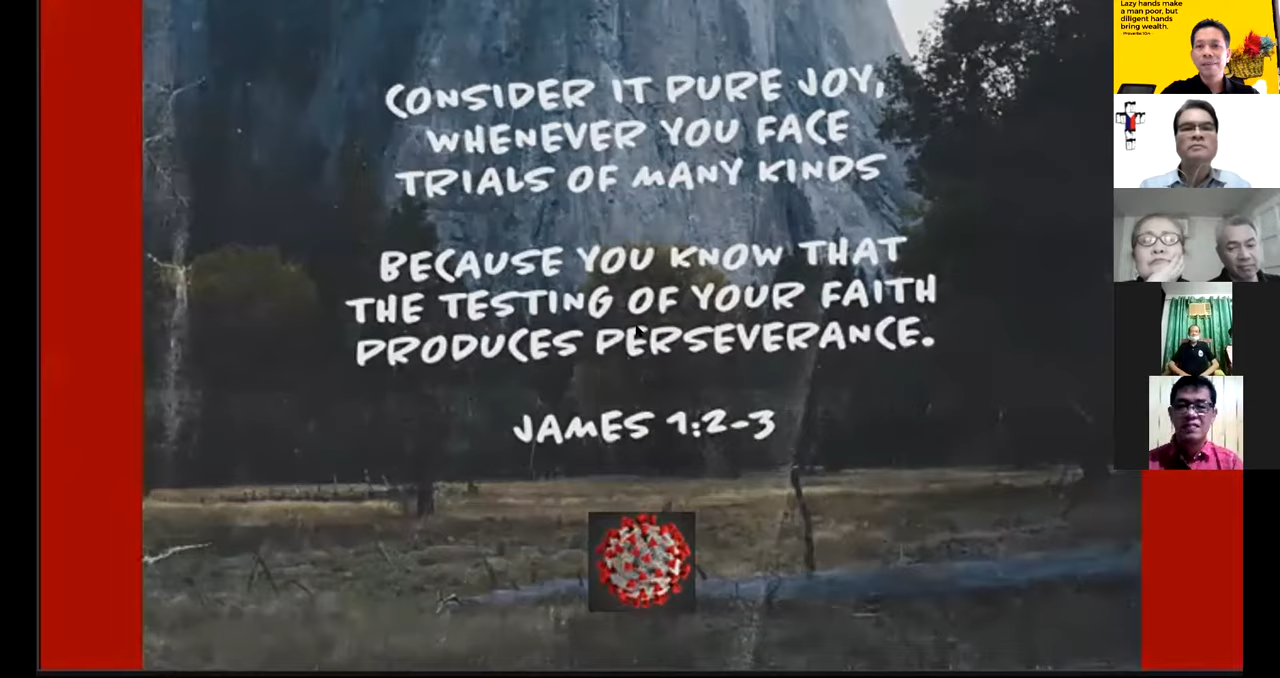 CONSIDER IT PURE JOY,
WHENEVER YOU FACE
TRIALS OF MANY KINDS
BECAUSE YOU KNOW THAT
THE TESTING OF YOUR FAITH
PRODUCES PERSEVERANCE.
JAMES 1:2-3
Lazy hands make
a man poor, but
diligent hands
bring wealth.